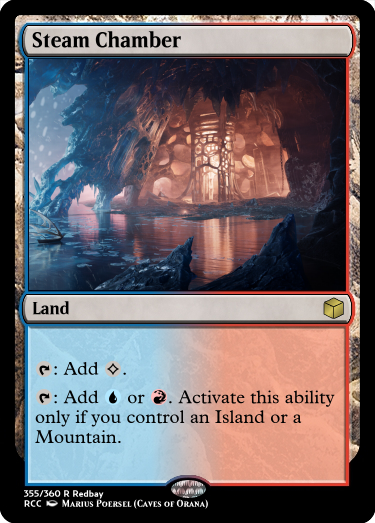 Steam Chamber
Land
: Add .
: Add or . Activate this ability
only if you control an Island or a
Mountain.
355/360 R Redbay
RCC Marius Poersel (Caves of Orana)